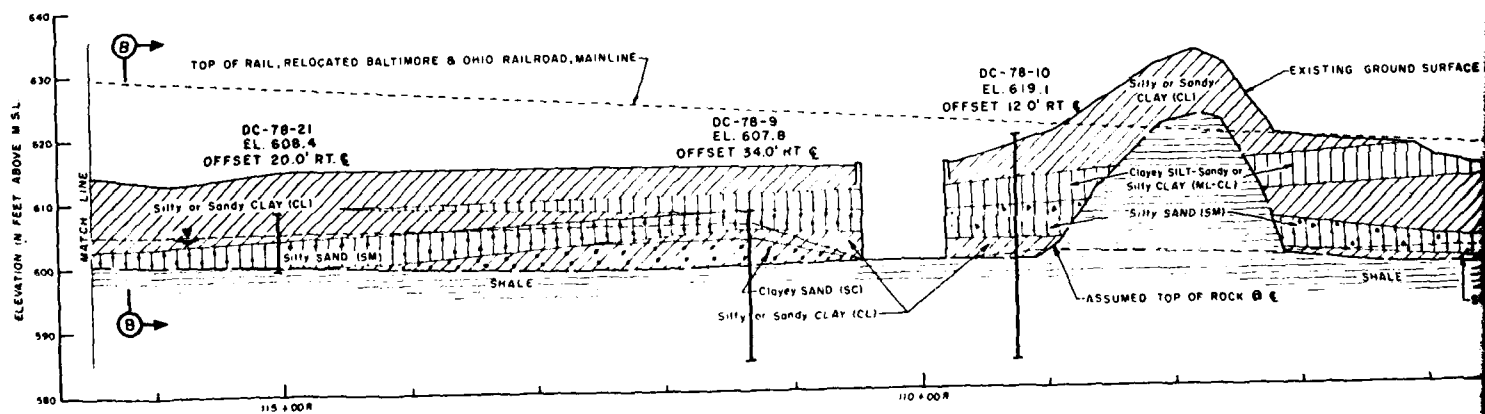 640
630
620
610
600
590
580
ELEVATION IN FEET ABOVE M.S.L.
MATCH LINE
B
B
TOP OF RAIL, RELOCATED BALTIMORE & OHIO RAILROAD, MAINLINE
DC-78-21
EL. 608.4
OFFSET 20.0' RT. ℄
DC-78-9
EL. 607.8
OFFSET 34.0' RT ℄
DC-78-10
EL. 619.1
OFFSET 12.0' RT ℄
Silty or Sandy
CLAY (CL)
EXISTING GROUND SURFACE
Silty or Sandy CLAY (CL)
Clayey SILT-Sandy or
Silty CLAY (ML-CL)
Silty SAND (SM)
Silty SAND (SM)
SHALE
Clayey SAND (SC)
Silty or Sandy CLAY (CL)
ASSUMED TOP OF ROCK @ ℄
SHALE
115+00 R
110+00 R